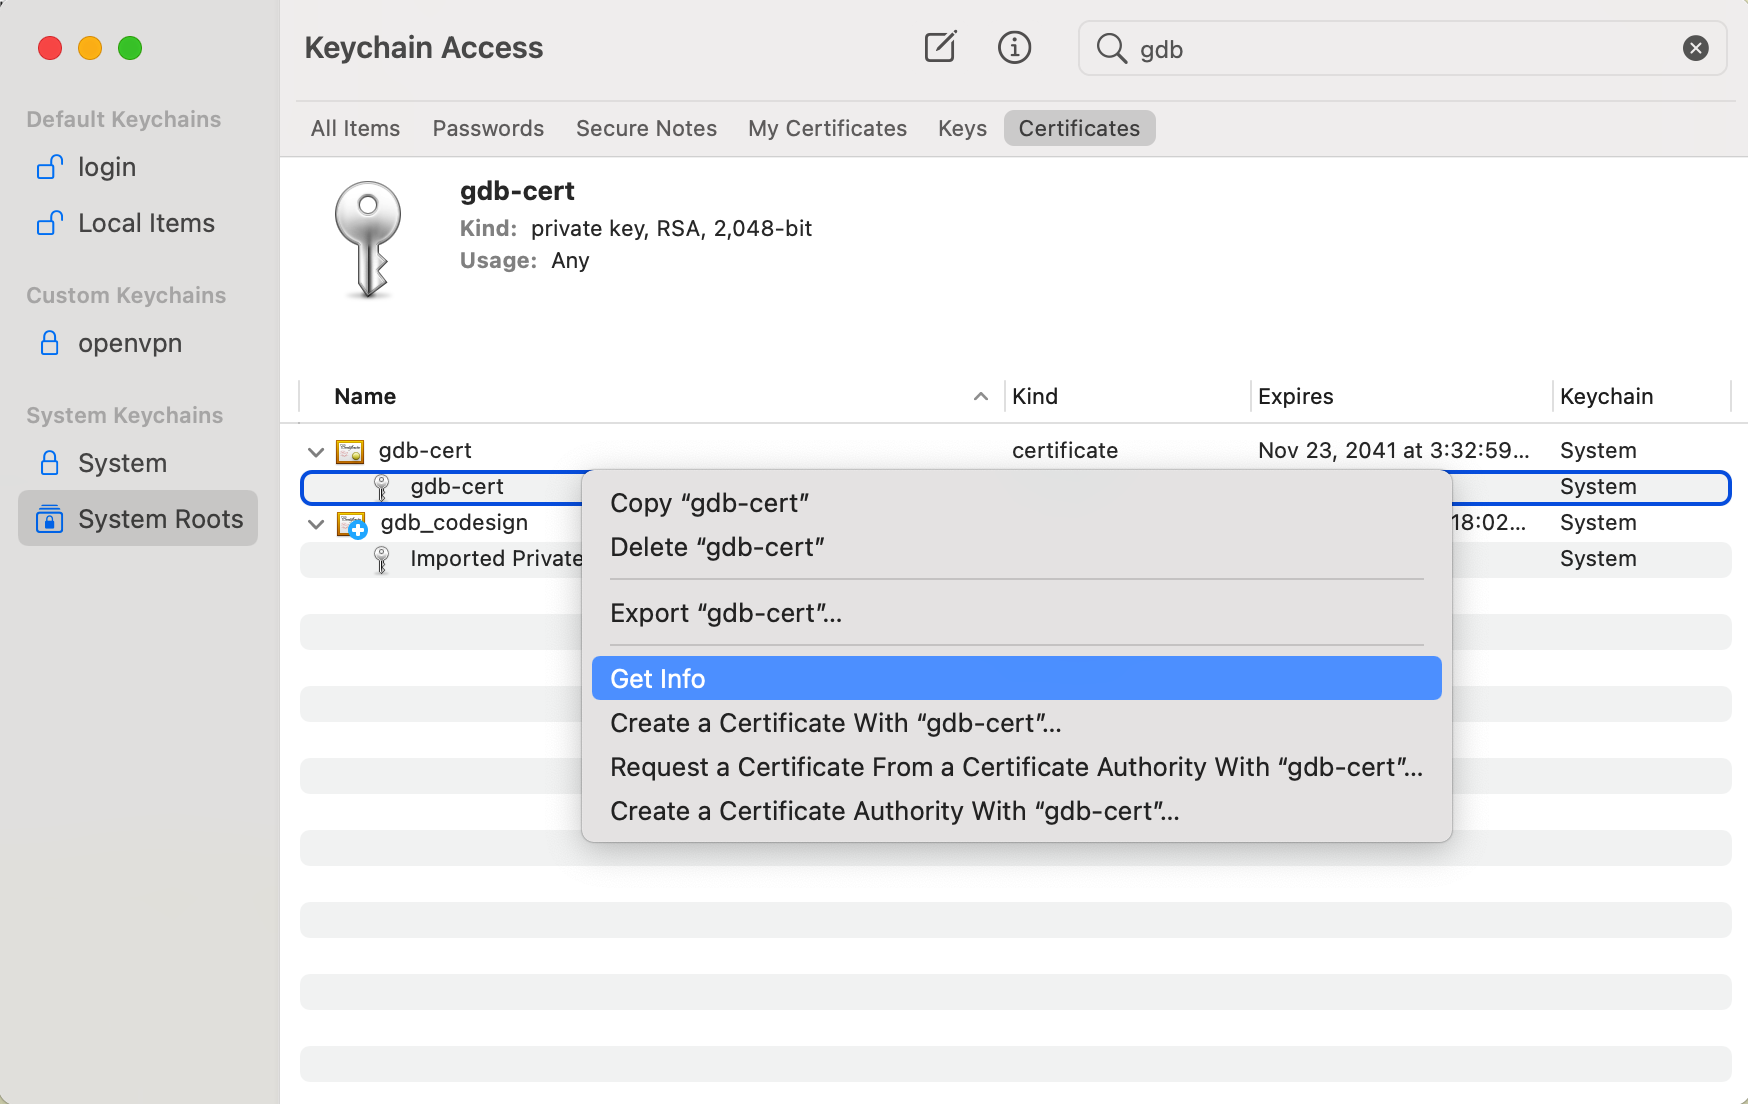 Keychain Access
gdb
Default Keychains
login
Local Items
Custom Keychains
openvpn
System Keychains
System
System Roots
All Items Passwords Secure Notes My Certificates Keys Certificates
gdb-cert
Kind: private key, RSA, 2,048-bit
Usage: Any
Name Kind Expires Keychain
gdb-cert certificate Nov 23, 2041 at 3:32:59... System
gdb-cert System
gdb_codesign 18:02... System
Imported Private System
Copy “gdb-cert”
Delete “gdb-cert”
Export “gdb-cert”...
Get Info
Create a Certificate With “gdb-cert”...
Request a Certificate From a Certificate Authority With “gdb-cert”...
Create a Certificate Authority With “gdb-cert”...